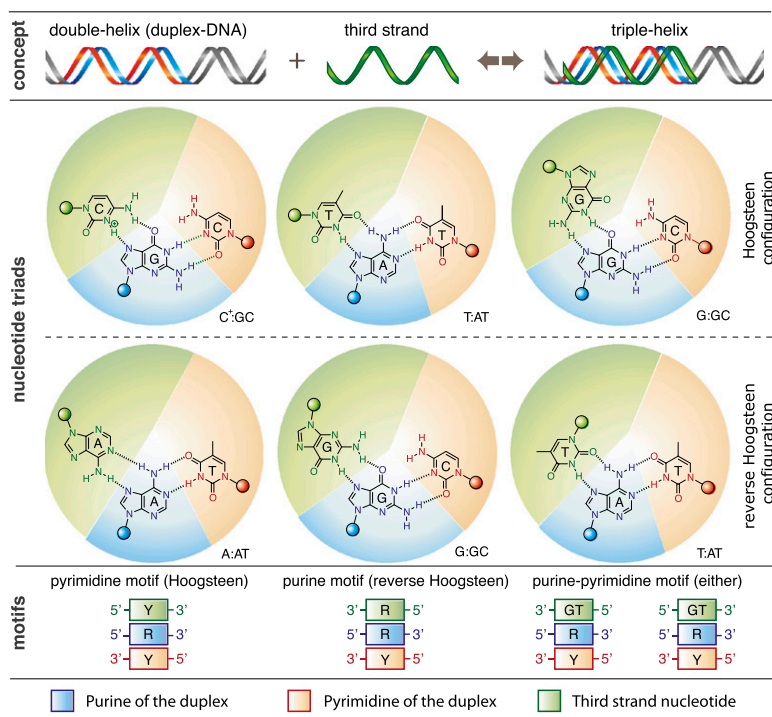 concept
double-helix (duplex-DNA) + third strand triple-helix
nucleotide triads
Hoogsteen configuration
C N H H
N O N
H
H
N O N
N G N H
N N H
H
H N
H
C
N N
O
C+:GC
T O
N N
O H
H N H
N N
A
N N
O
T
H N N
O
T:AT
N N
G O
N N H
H N
H
N O
N G N H
N N H
H
H N
H
C
N N
O
G:GC
reverse Hoogsteen configuration
N N
A N
N
H N H
H N H
N N
A
N N
O
T
H N N
O
A:AT
N N
G N H
N N H
O H
N O
N G N H
N N H
H
H N
H
C
N N
O
G:GC
N
T O
N
O H
H N H
N N
A
N N
O
T
H N N
O
T:AT
motifs
pyrimidine motif (Hoogsteen) purine motif (reverse Hoogsteen) purine-pyrimidine motif (either)
5’ Y 3’ 3’ R 5’ 3’ GT 5’ 5’ GT 3’
5’ R 3’ 5’ R 3’ 5’ R 3’ 5’ R 3’
3’ Y 5’ 3’ Y 5’ 3’ Y 5’ 3’ Y 5’
Purine of the duplex Pyrimidine of the duplex Third strand nucleotide